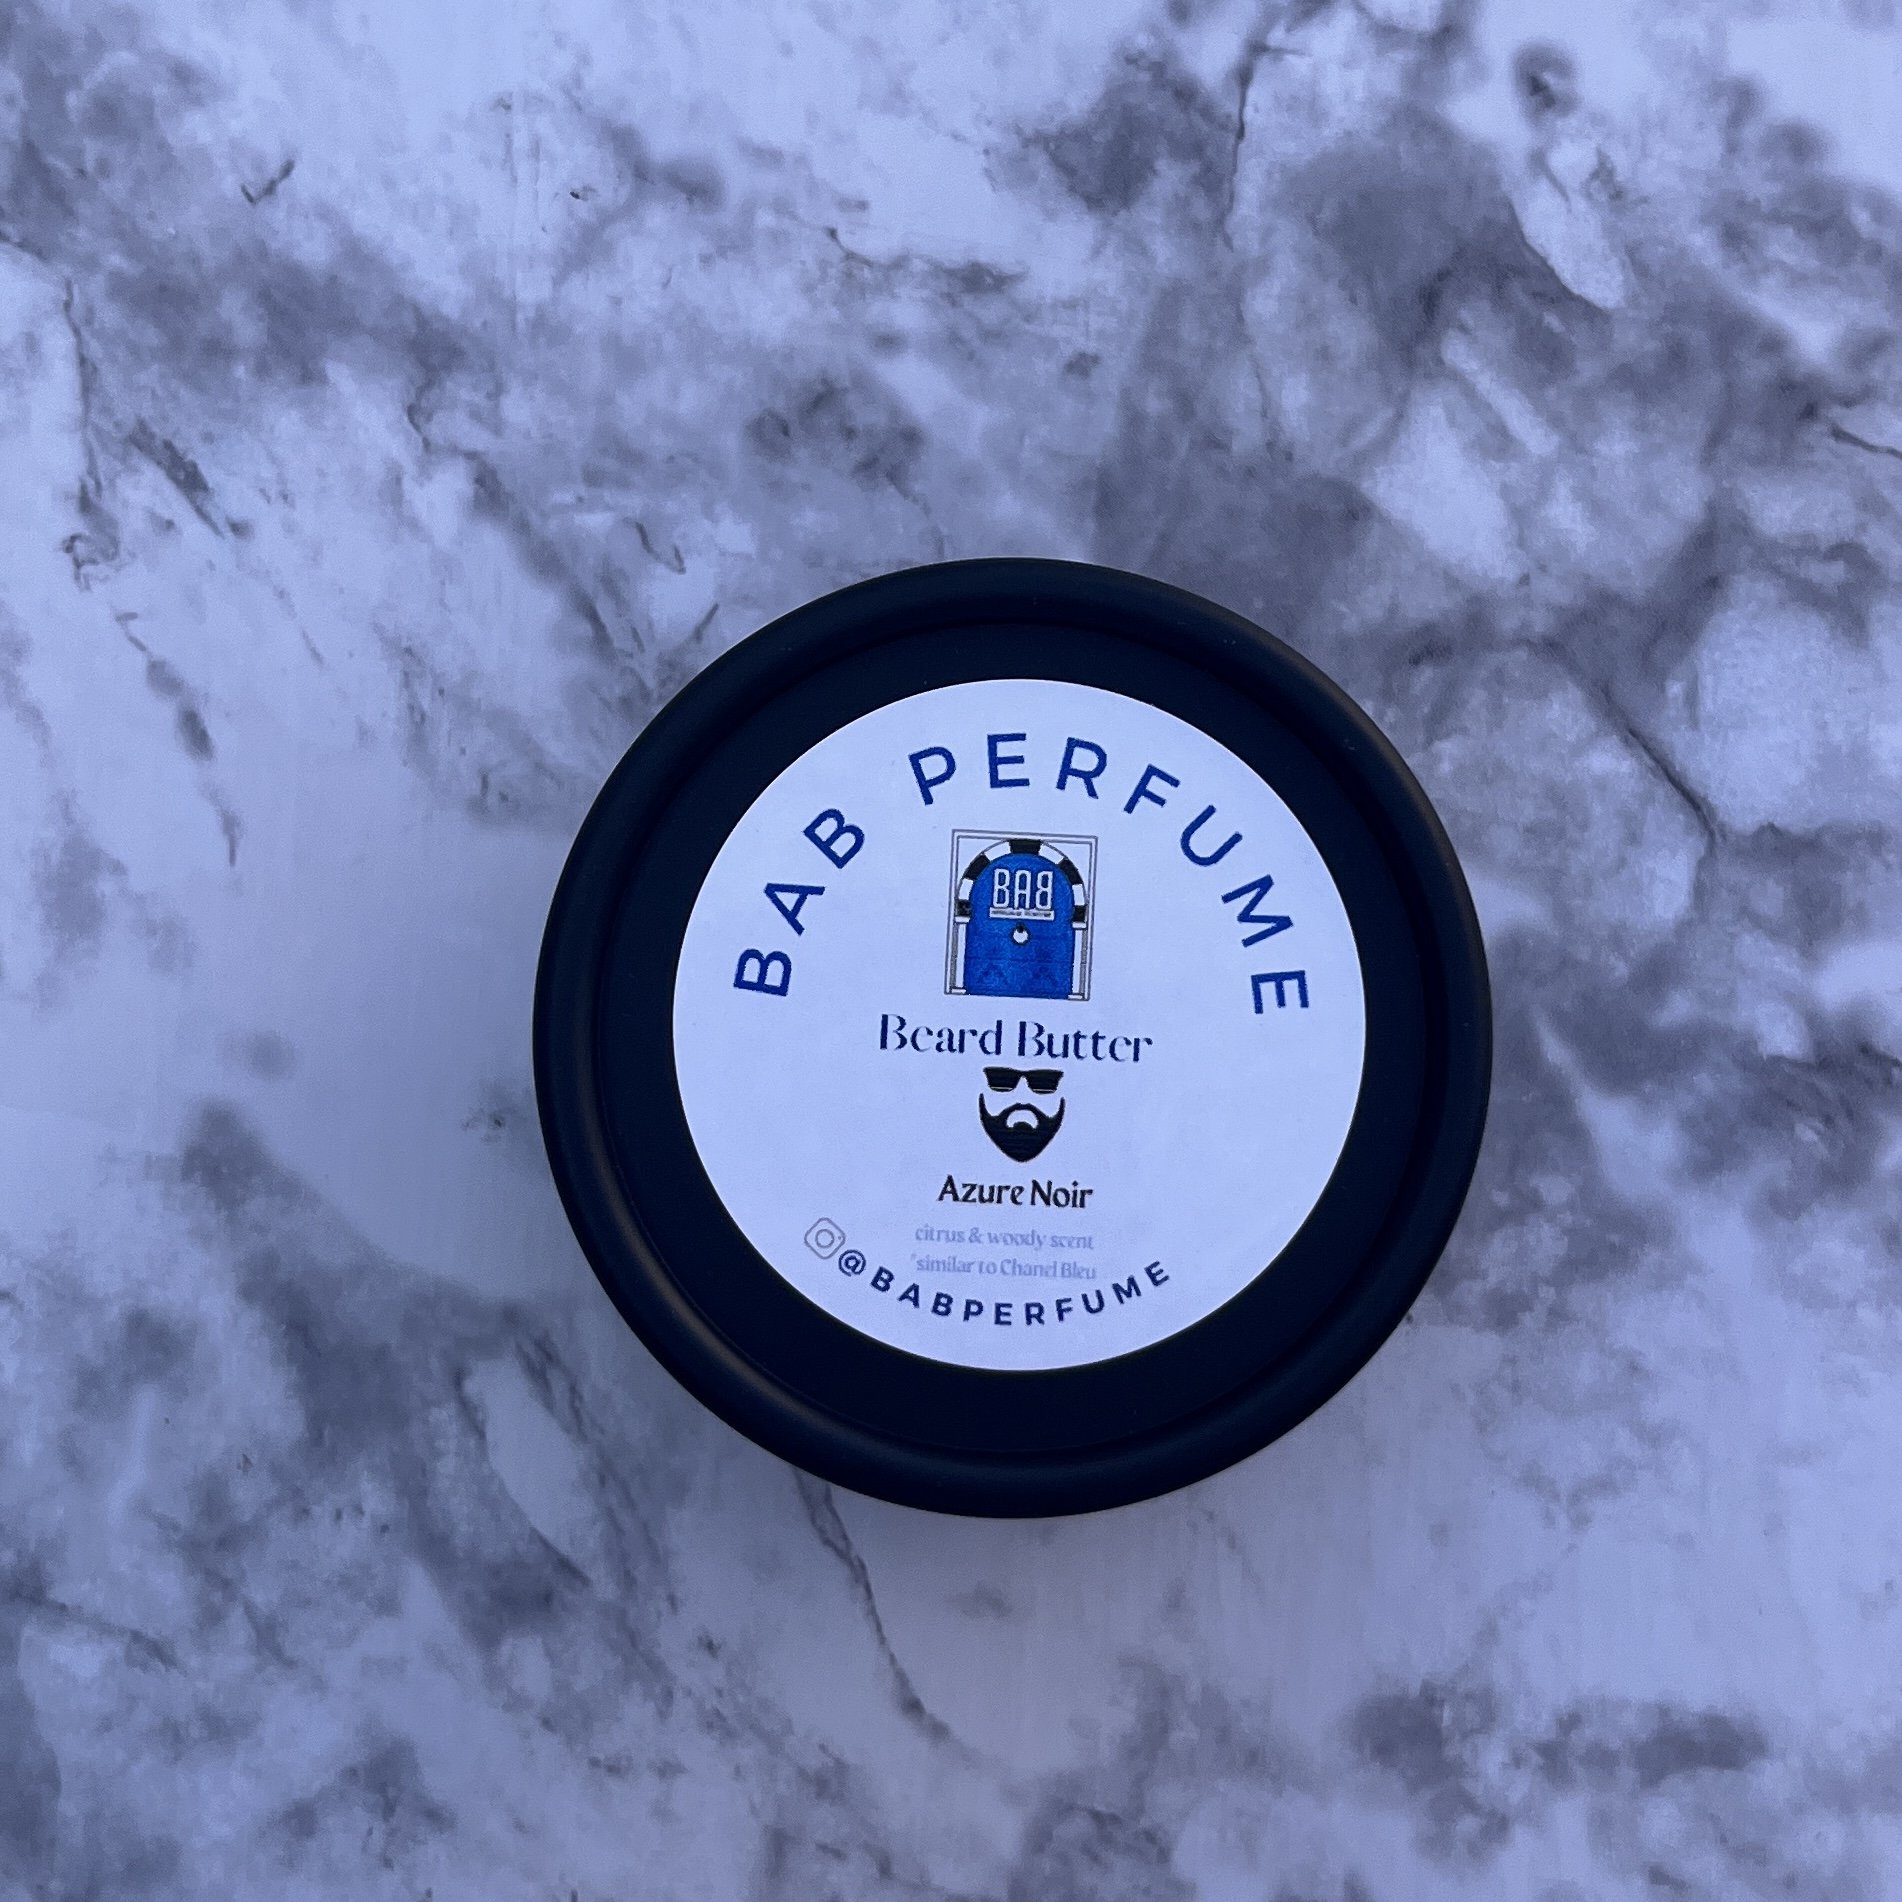 BAB PERFUME
BAB
Beard Butter
Azure Noir
citrus & woody scent
*similar to Chanel Bleu
@BABPERFUME